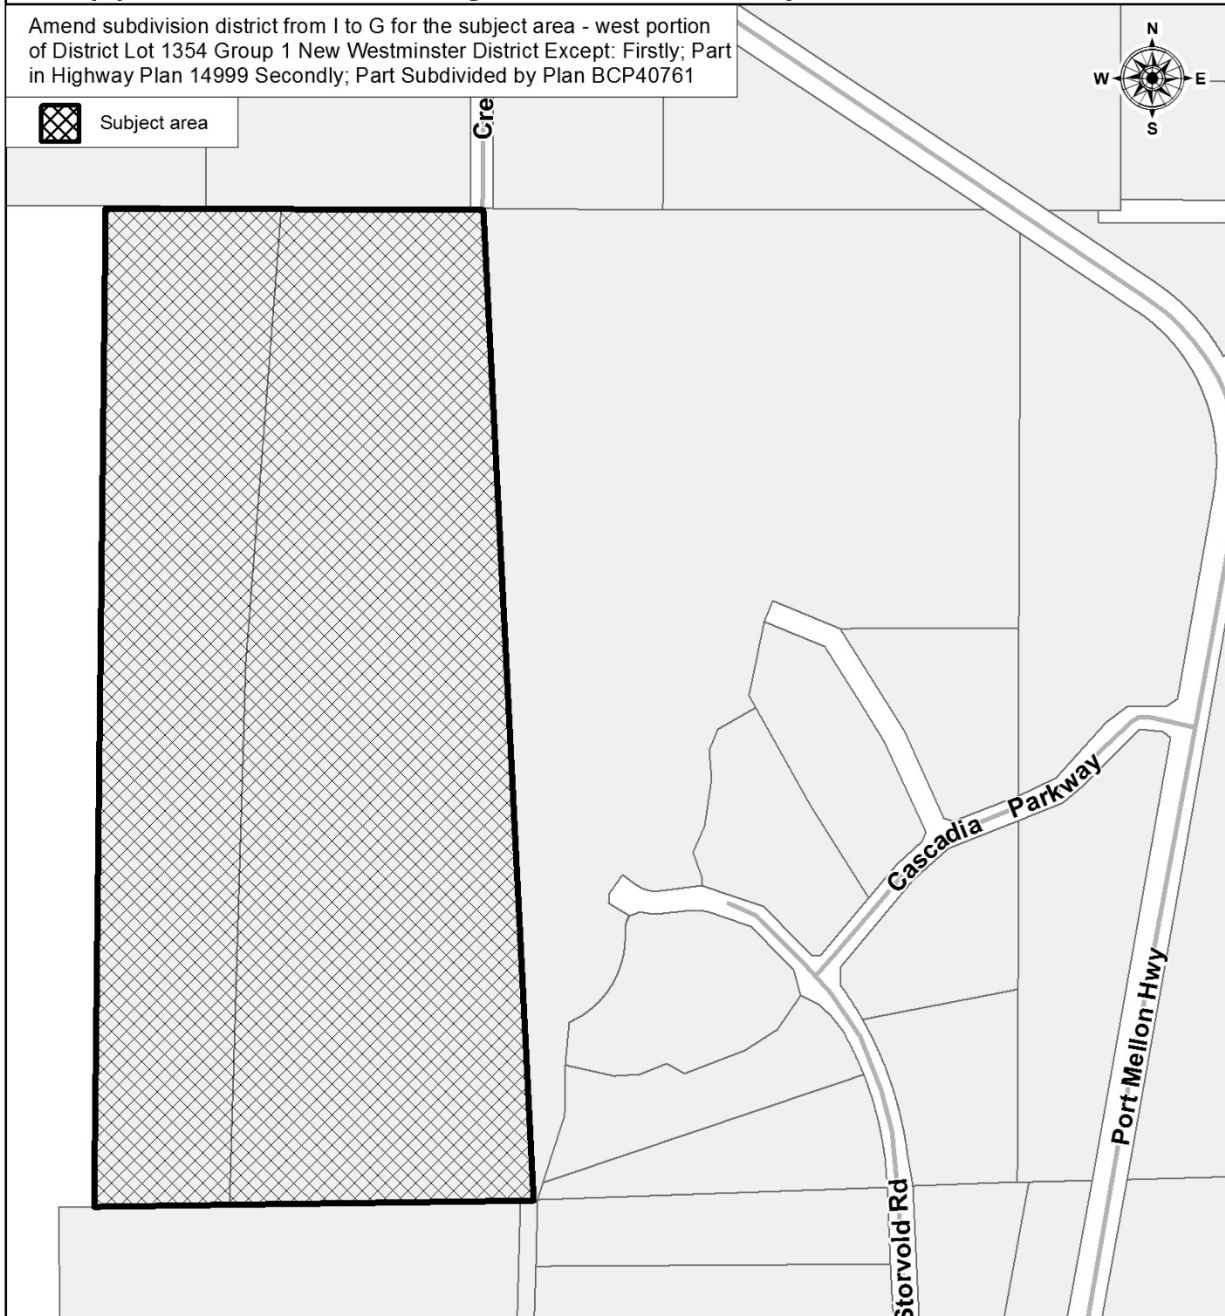 Amend subdivision district from I to G for the subject area - west portion
of District Lot 1354 Group 1 New Westminster District Except: Firstly; Part
in Highway Plan 14999 Secondly; Part Subdivided by Plan BCP40761
N
W E
S
Subject area
Cre
Cascadia Parkway
Port Mellon Hwy
Storvold Rd